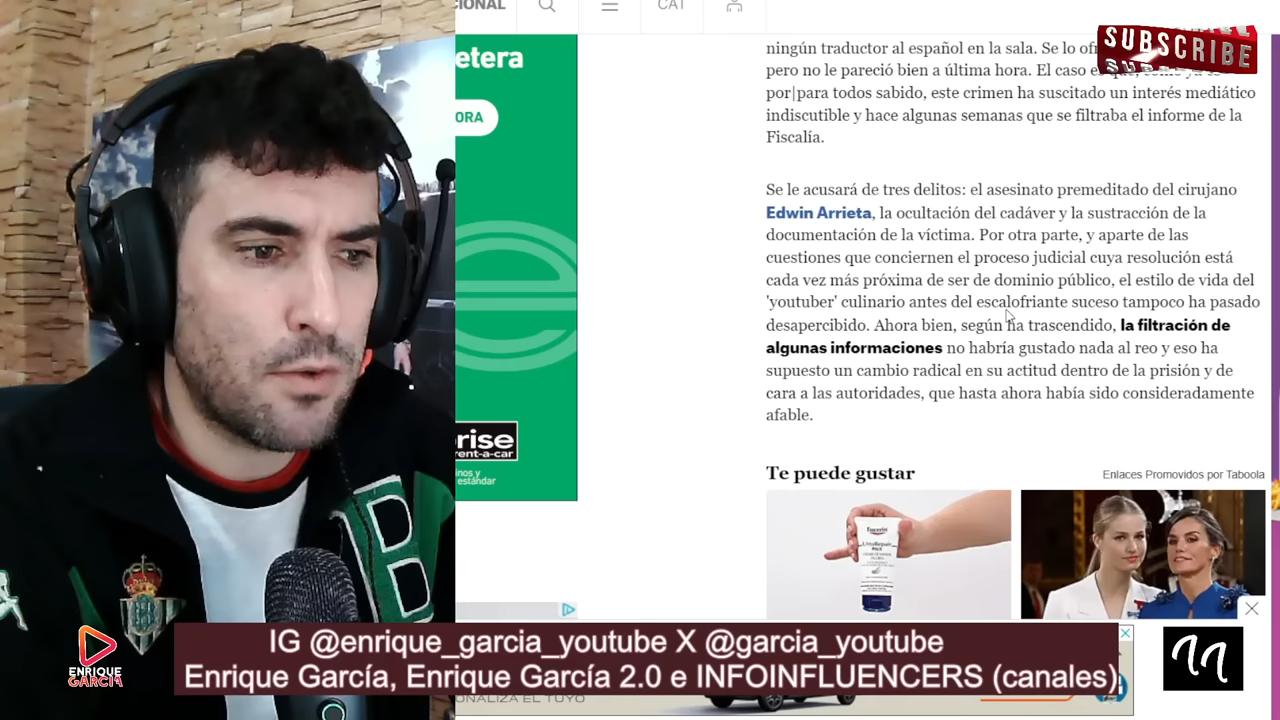 CIONAL
CAT
SUBSCRIBE
etera
ORA
ningún traductor al español en la sala. Se lo
pero no le pareció bien a última hora. El caso
por|para todos sabido, este crimen ha suscitado un interés mediático
indiscutible y hace algunas semanas que se filtraba el informe de la
Fiscalía.
Se le acusará de tres delitos: el asesinato premeditado del cirujano
Edwin Arrieta, la ocultación del cadáver y la sustracción de la
documentación de la víctima. Por otra parte, y aparte de las
cuestiones que conciernen el proceso judicial cuya resolución está
cada vez más próxima de ser de dominio público, el estilo de vida del
'youtuber' culinario antes del escalofriante suceso tampoco ha pasado
desapercibido. Ahora bien, según ha trascendido, la filtración de
algunas informaciones no habría gustado nada al reo y eso ha
supuesto un cambio radical en su actitud dentro de la prisión y de
cara a las autoridades, que hasta ahora había sido consideradamente
afable.
prise
rent-a-car
inos y
estándar
Te puede gustar
Enlaces Promovidos por Taboola
Eucerin
B
IG @enrique_garcia_youtube X @garcia_youtube
Enrique García, Enrique García 2.0 e INFOINFLUENCERS (canales)
ENRIQUE
GARCÍA
ONALIZA EL TUYO